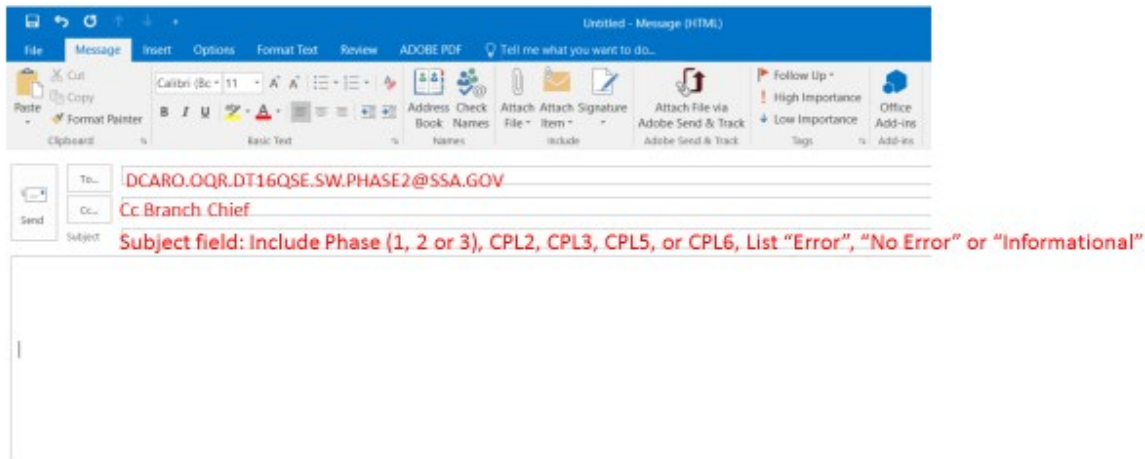 Untitled - Message (HTML)
File Message Insert Options Format Text Review ADOBE PDF Tell me what you want to do...
Cut
Copy
Paste
Format Painter
Clipboard
Calibri (Bc 11
B I U
Basic Text
Address Book
Check Names
Names
Attach File
Attach Item
Signature
Include
Attach File via Adobe Send & Track
Adobe Send & Track
Follow Up
High Importance
Low Importance
Tags
Office Add-ins
Add-ins
Send
To... DCARO.OQR.DT16QSE.SW.PHASE2@SSA.GOV
Cc... Cc Branch Chief
Subject Subject field: Include Phase (1, 2 or 3), CPL2, CPL3, CPL5, or CPL6, List “Error”, “No Error” or “Informational”